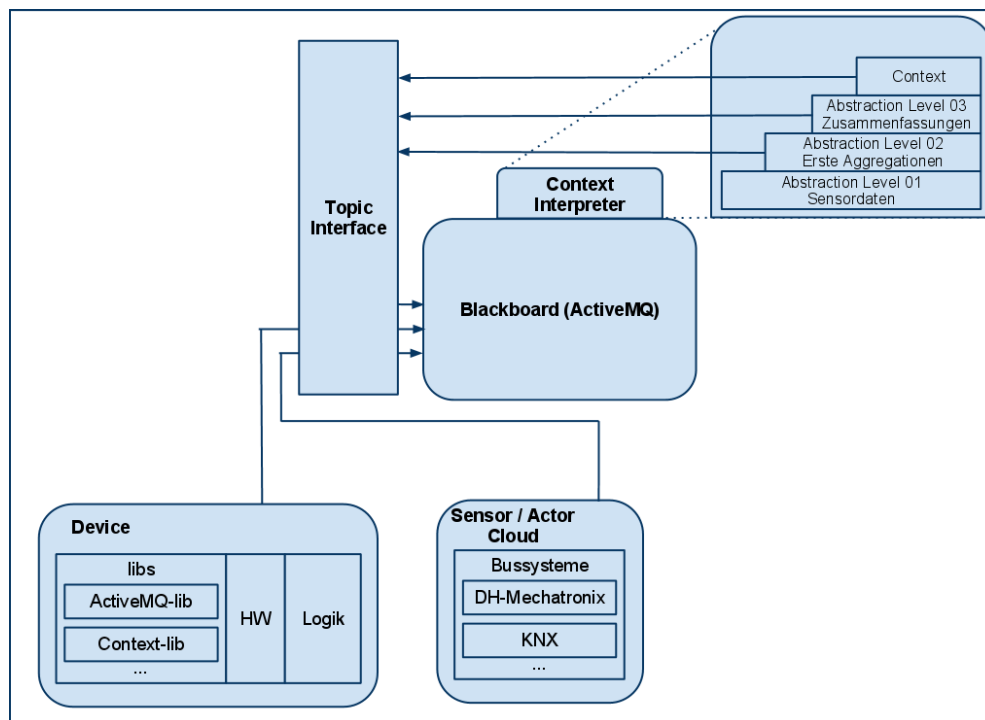 Context
Abstraction Level 03
Zusammenfassungen
Abstraction Level 02
Erste Aggregationen
Abstraction Level 01
Sensordaten
Context
Interpreter
Topic
Interface
Blackboard (ActiveMQ)
Device
libs
ActiveMQ-lib
Context-lib
...
HW
Logik
Sensor / Actor
Cloud
Bussysteme
DH-Mechatronix
KNX
...